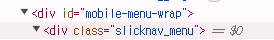 ▼<div id="mobile-menu-wrap">
▼<div class="slicknav_menu"> == $0